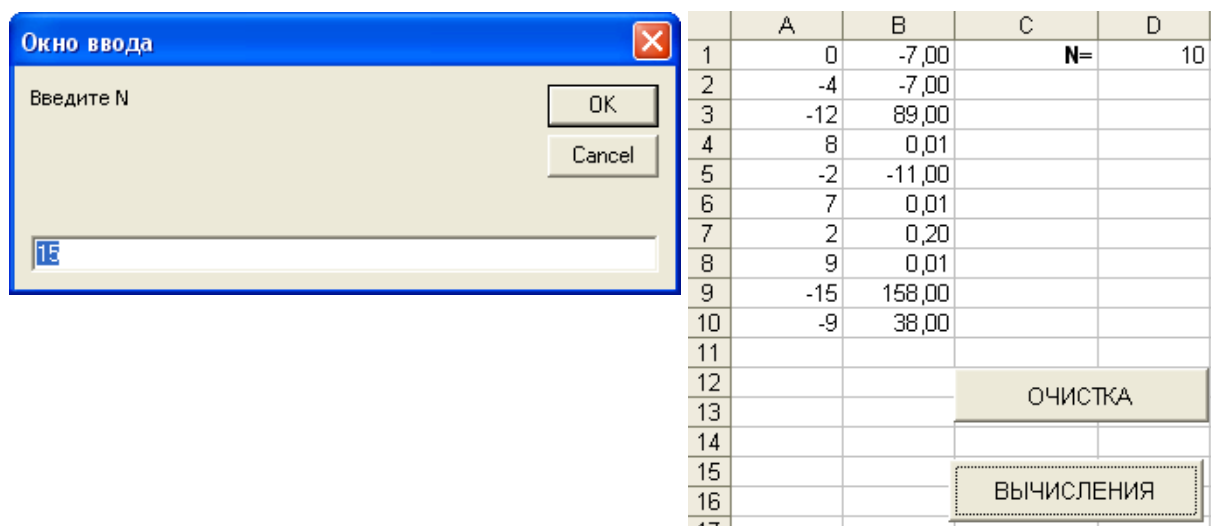 Окно ввода
Введите N
OK
Cancel
15
A B C D
1 0 -7,00 N= 10
2 -4 -7,00
3 -12 89,00
4 8 0,01
5 -2 -11,00
6 7 0,01
7 2 0,20
8 9 0,01
9 -15 158,00
10 -9 38,00
11
12
ОЧИСТКА
13
14
15
ВЫЧИСЛЕНИЯ
16